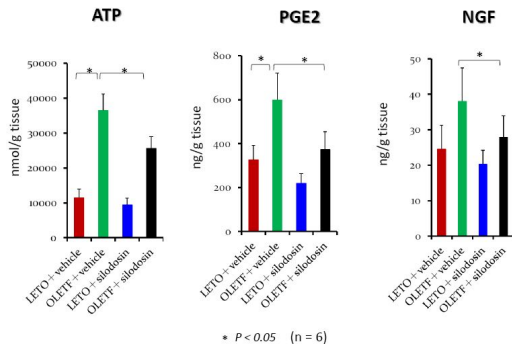 ATP
PGE2
NGF
nmol/g tissue
50000
40000
30000
20000
10000
0
*
*
LETO+vehicle
OLETF+vehicle
LETO+silodosin
OLETF+silodosin
ng/g tissue
800
600
400
200
0
*
*
LETO+vehicle
OLETF+vehicle
LETO+silodosin
OLETF+silodosin
ng/g tissue
50
40
30
20
10
0
*
LETO+vehicle
OLETF+vehicle
LETO+silodosin
OLETF+silodosin
* P < 0.05 (n = 6)